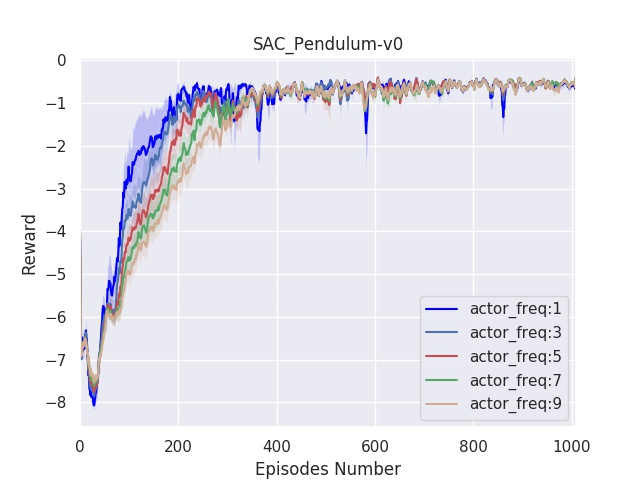 SAC_Pendulum-v0
0
−1
−2
−3
−4
−5
−6
−7
−8
Reward
actor_freq:1
actor_freq:3
actor_freq:5
actor_freq:7
actor_freq:9
0 200 400 600 800 1000
Episodes Number